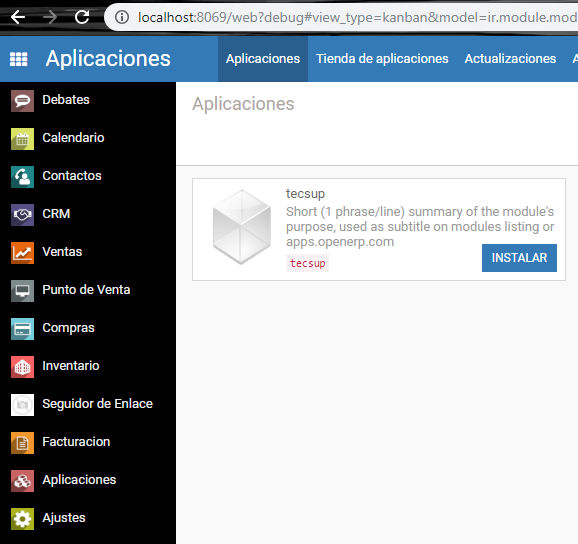 localhost:8069/web?debug#view_type=kanban&model=ir.module.mod
Aplicaciones
Aplicaciones
Tienda de aplicaciones
Actualizaciones
A
Debates
Calendario
Contactos
CRM
Ventas
Punto de Venta
Compras
Inventario
Seguidor de Enlace
Facturacion
Aplicaciones
Ajustes
Aplicaciones
tecsup
Short (1 phrase/line) summary of the module's
purpose, used as subtitle on modules listing or
apps.openerp.com
tecsup
INSTALAR